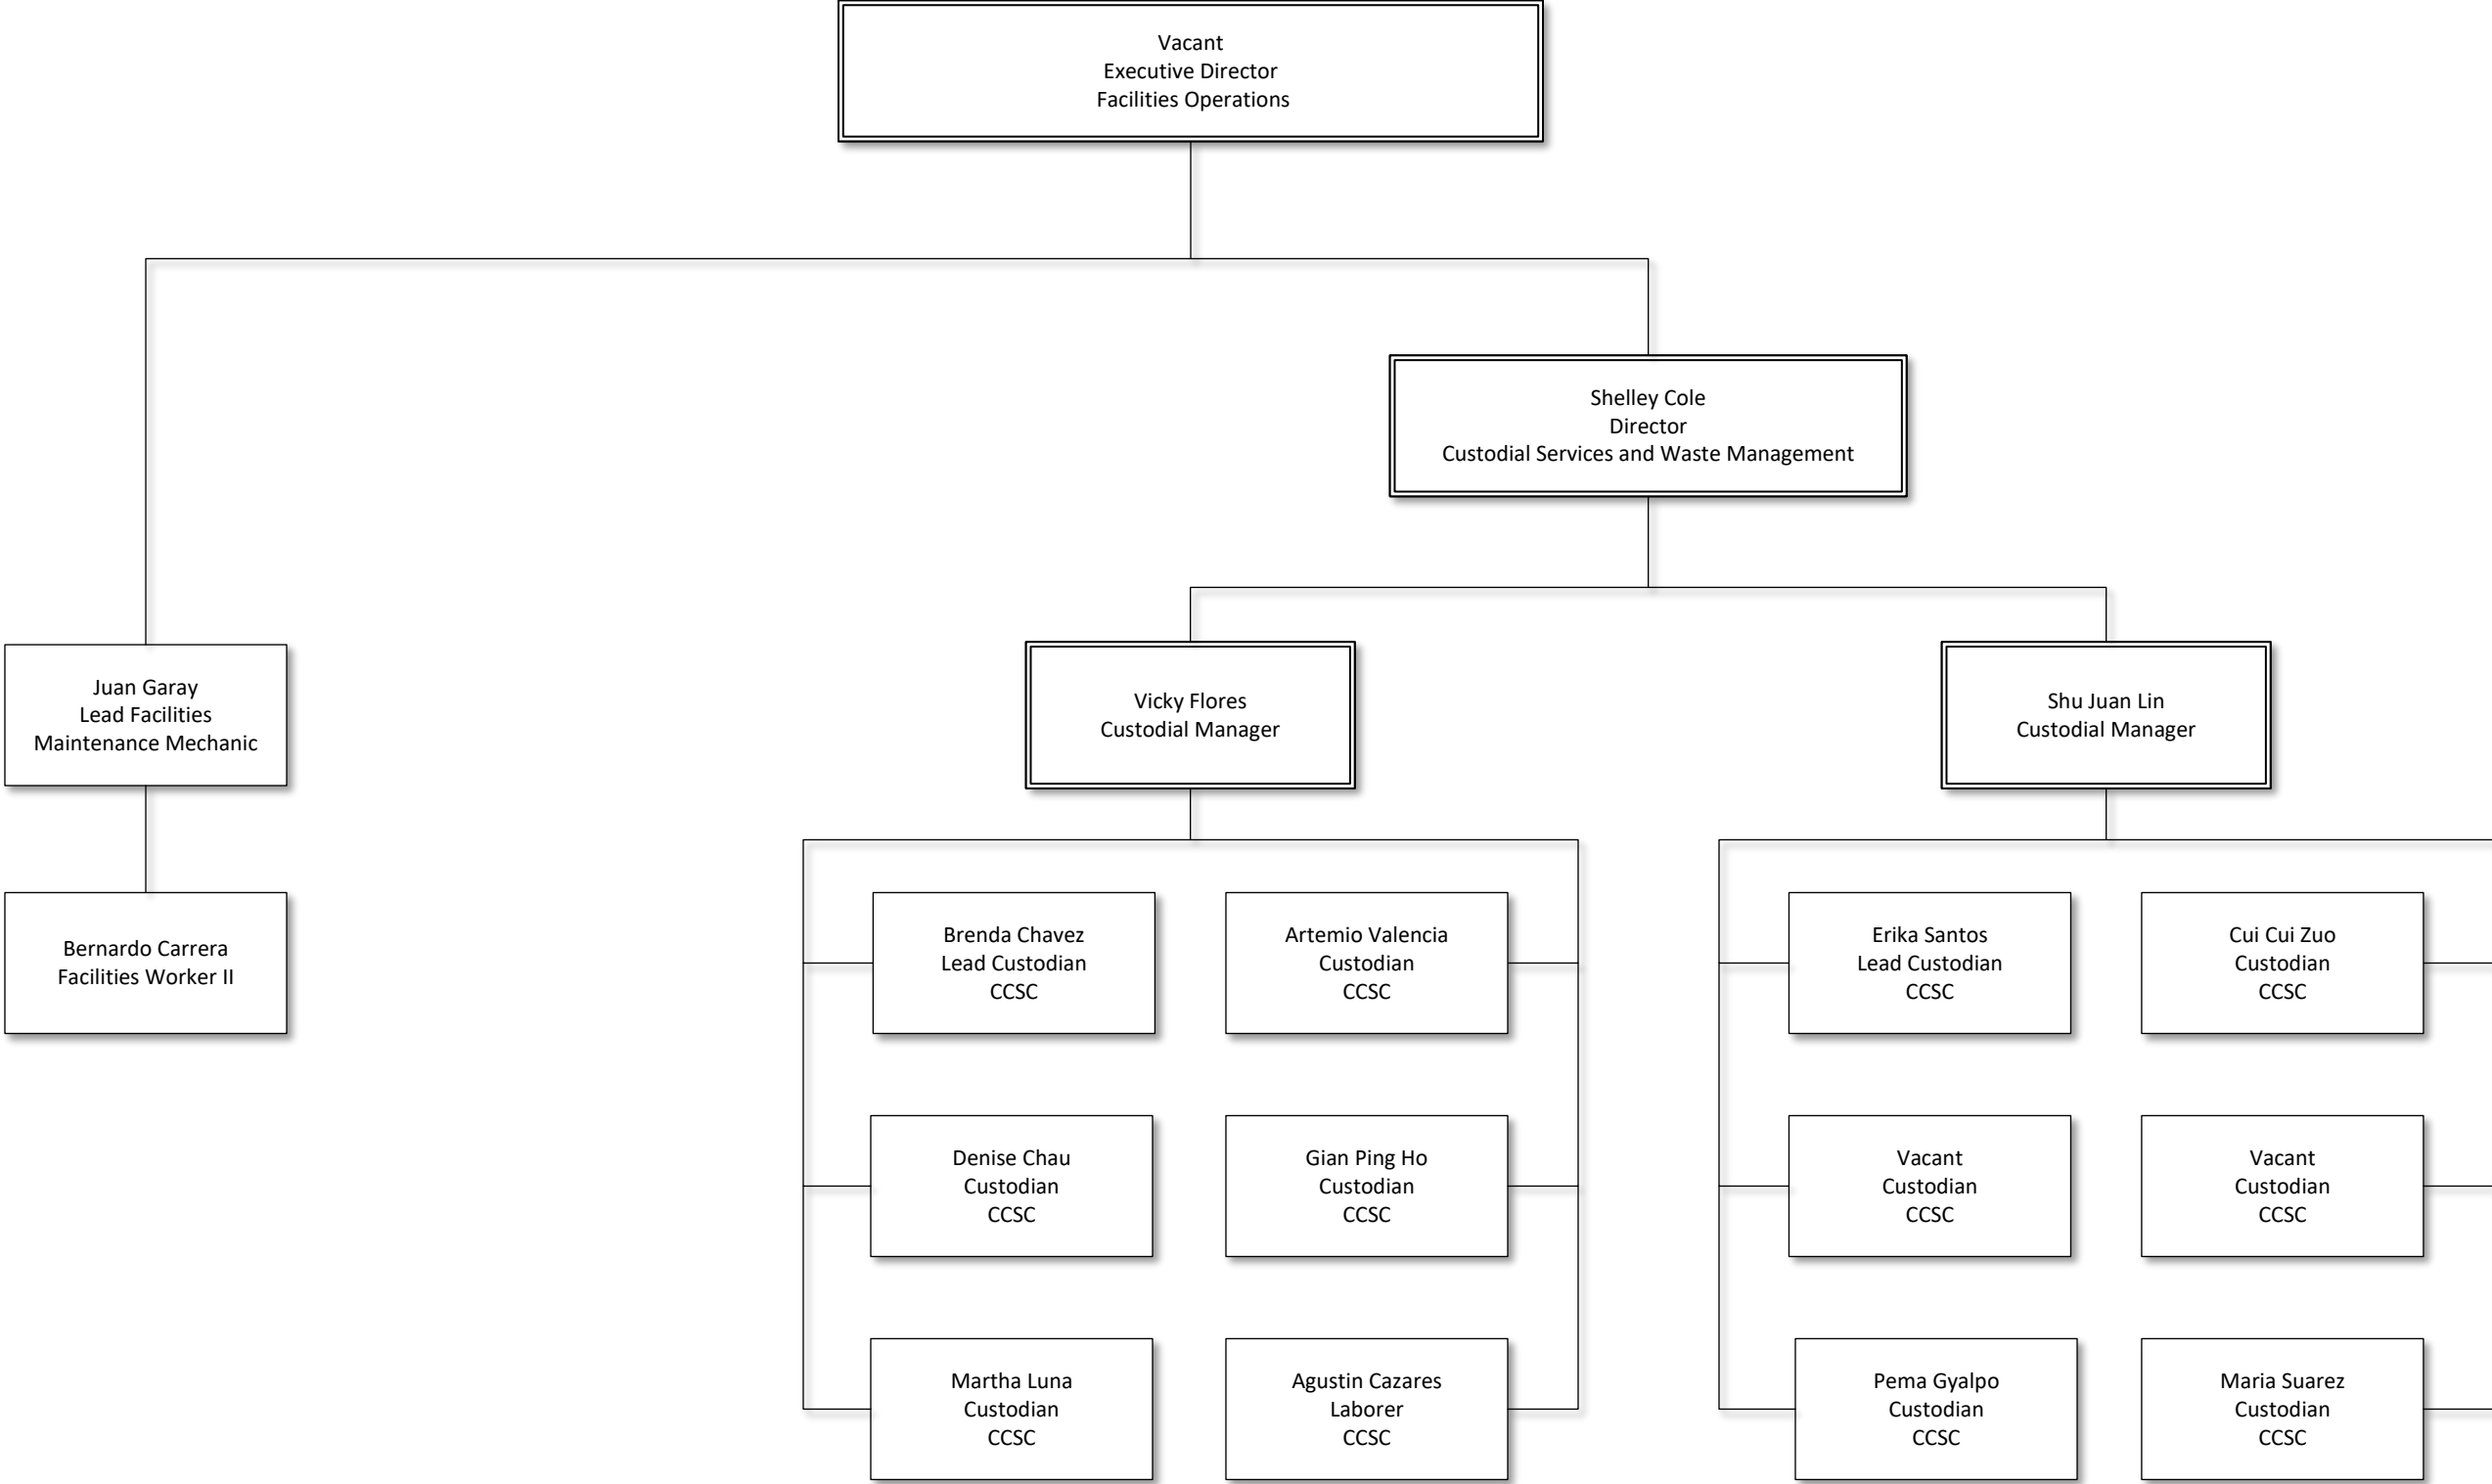 Vacant
Executive Director
Facilities Operations
Shelley Cole
Director
Custodial Services and Waste Management
Juan Garay
Lead Facilities
Maintenance Mechanic
Vicky Flores
Custodial Manager
Shu Juan Lin
Custodial Manager
Bernardo Carrera
Facilities Worker II
Brenda Chavez
Lead Custodian
CCSC
Artemio Valencia
Custodian
CCSC
Erika Santos
Lead Custodian
CCSC
Cui Cui Zuo
Custodian
CCSC
Denise Chau
Custodian
CCSC
Gian Ping Ho
Custodian
CCSC
Vacant
Custodian
CCSC
Vacant
Custodian
CCSC
Martha Luna
Custodian
CCSC
Agustin Cazares
Laborer
CCSC
Pema Gyalpo
Custodian
CCSC
Maria Suarez
Custodian
CCSC